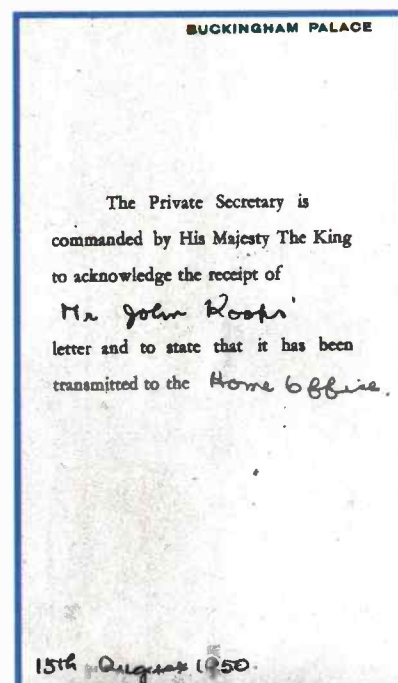 BUCKINGHAM PALACE
The Private Secretary is
commanded by His Majesty The King
to acknowledge the receipt of
Mr John Koops'
letter and to state that it has been
transmitted to the Home Office.
15th August 1950.